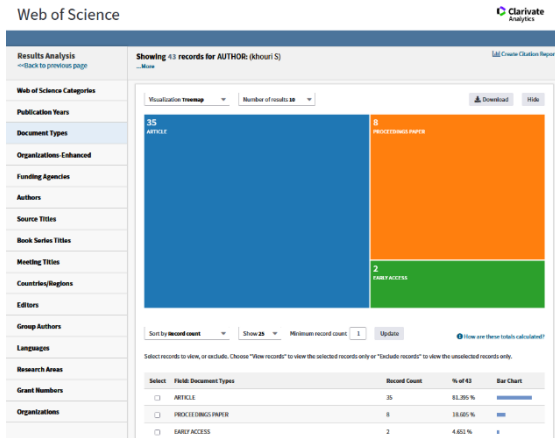 Web of Science
Clarivate
Analytics
Results Analysis
<<Back to previous page
Showing 43 records for AUTHOR: (khouri S)
...More
Create Citation Report
Web of Science Categories
Publication Years
Document Types
Organizations-Enhanced
Funding Agencies
Authors
Source Titles
Book Series Titles
Meeting Titles
Countries/Regions
Editors
Group Authors
Languages
Research Areas
Grant Numbers
Organizations
Visualization Treemap
Number of results 10
Download
Hide
35
ARTICLE
8
PROCEEDINGS PAPER
2
EARLY ACCESS
Sort by Record count
Show 25
Minimum record count 1
Update
How are these totals calculated?
Select records to view, or exclude. Choose "View records" to view the selected records only or "Exclude records" to view the unselected records only.
Select Field: Document Types Record Count % of 43 Bar Chart
ARTICLE 35 81.395 %
PROCEEDINGS PAPER 8 18.605 %
EARLY ACCESS 2 4.651 %